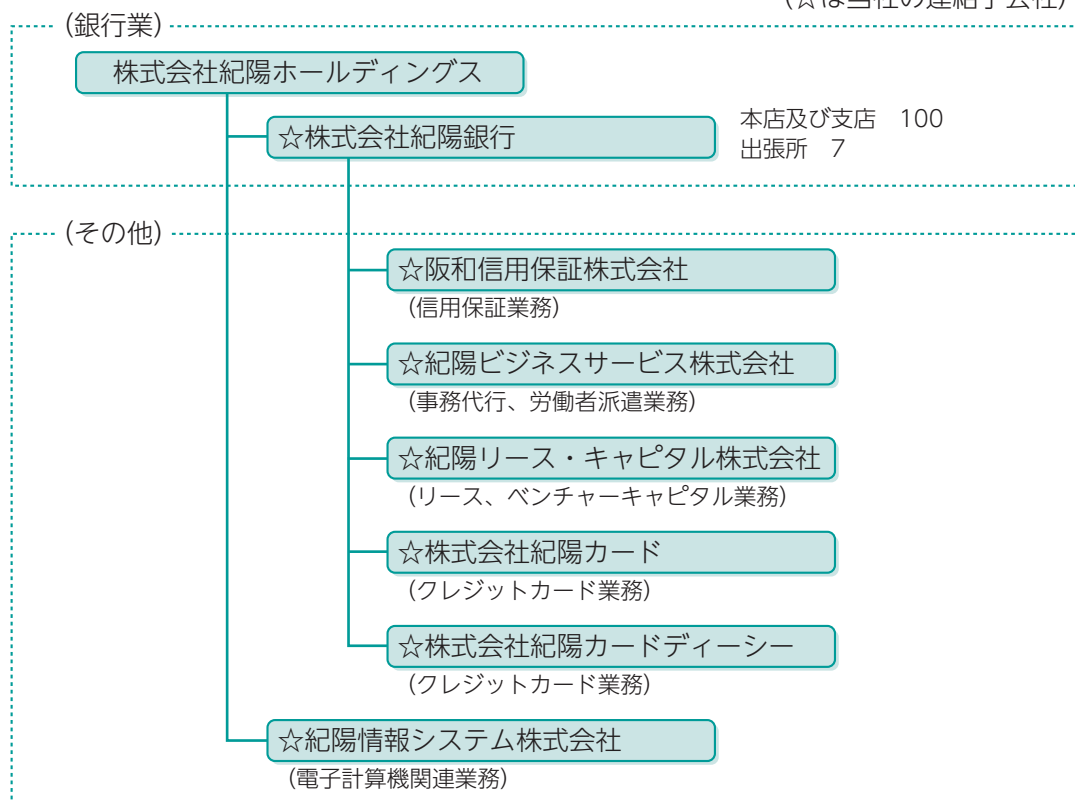 (☆は当社の連結子会社)
(銀行業)
株式会社紀陽ホールディングス
☆株式会社紀陽銀行
本店及び支店　100
出張所　7
(その他)
☆阪和信用保証株式会社
(信用保証業務)
☆紀陽ビジネスサービス株式会社
(事務代行、労働者派遣業務)
☆紀陽リース・キャピタル株式会社
(リース、ベンチャーキャピタル業務)
☆株式会社紀陽カード
(クレジットカード業務)
☆株式会社紀陽カードディーシー
(クレジットカード業務)
☆紀陽情報システム株式会社
(電子計算機関連業務)